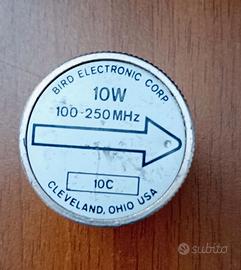 BIRD ELECTRONIC CORP
10W
100-250MHz
10C
CLEVELAND, OHIO USA
subito